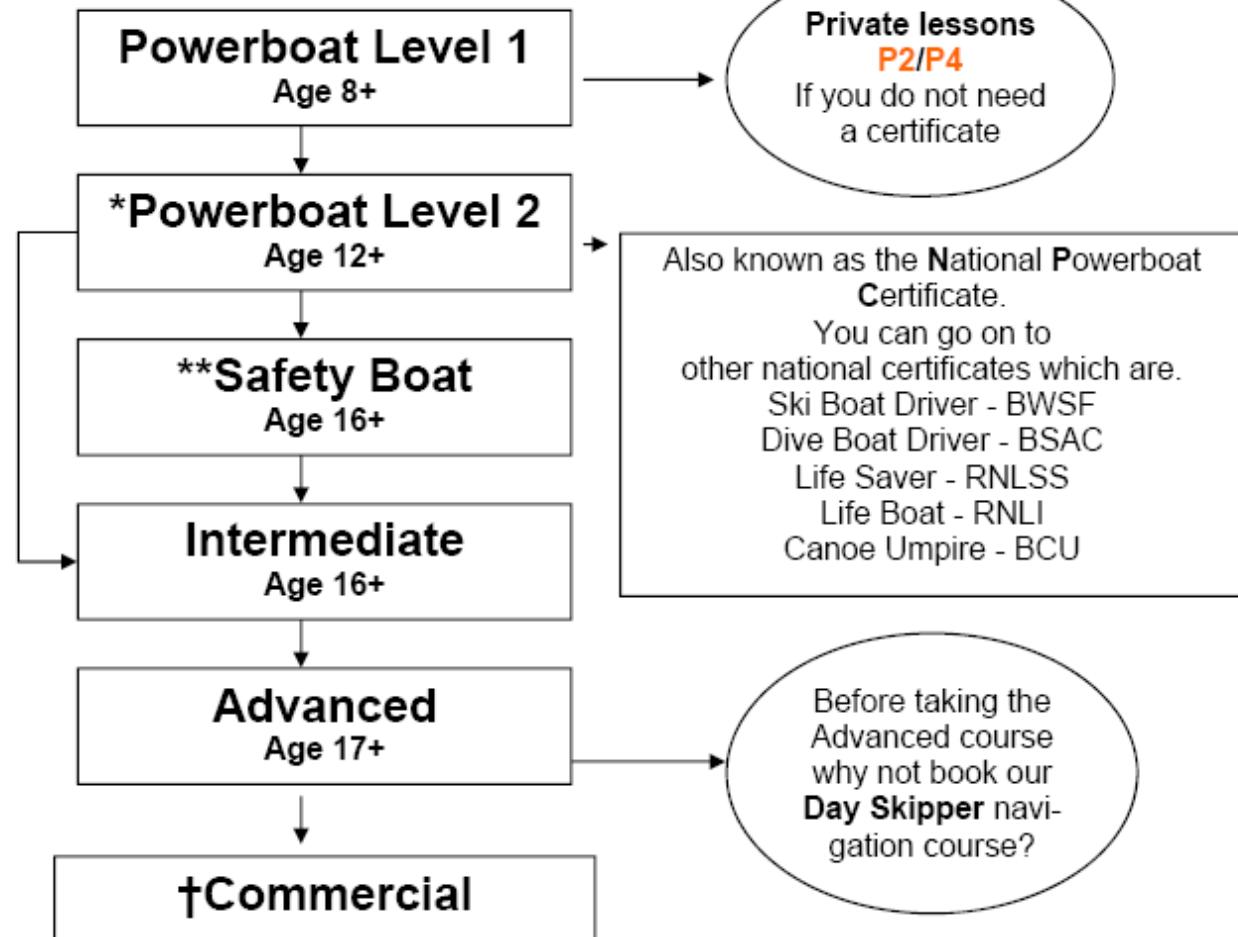 Powerboat Level 1
Age 8+
Private lessons
P2/P4
If you do not need
a certificate
*Powerboat Level 2
Age 12+
Also known as the National Powerboat
Certificate.
You can go on to
other national certificates which are.
Ski Boat Driver - BWSF
Dive Boat Driver - BSAC
Life Saver - RNLSS
Life Boat - RNLI
Canoe Umpire - BCU
**Safety Boat
Age 16+
Intermediate
Age 16+
Advanced
Age 17+
Before taking the
Advanced course
why not book our
Day Skipper navi-
gation course?
†Commercial